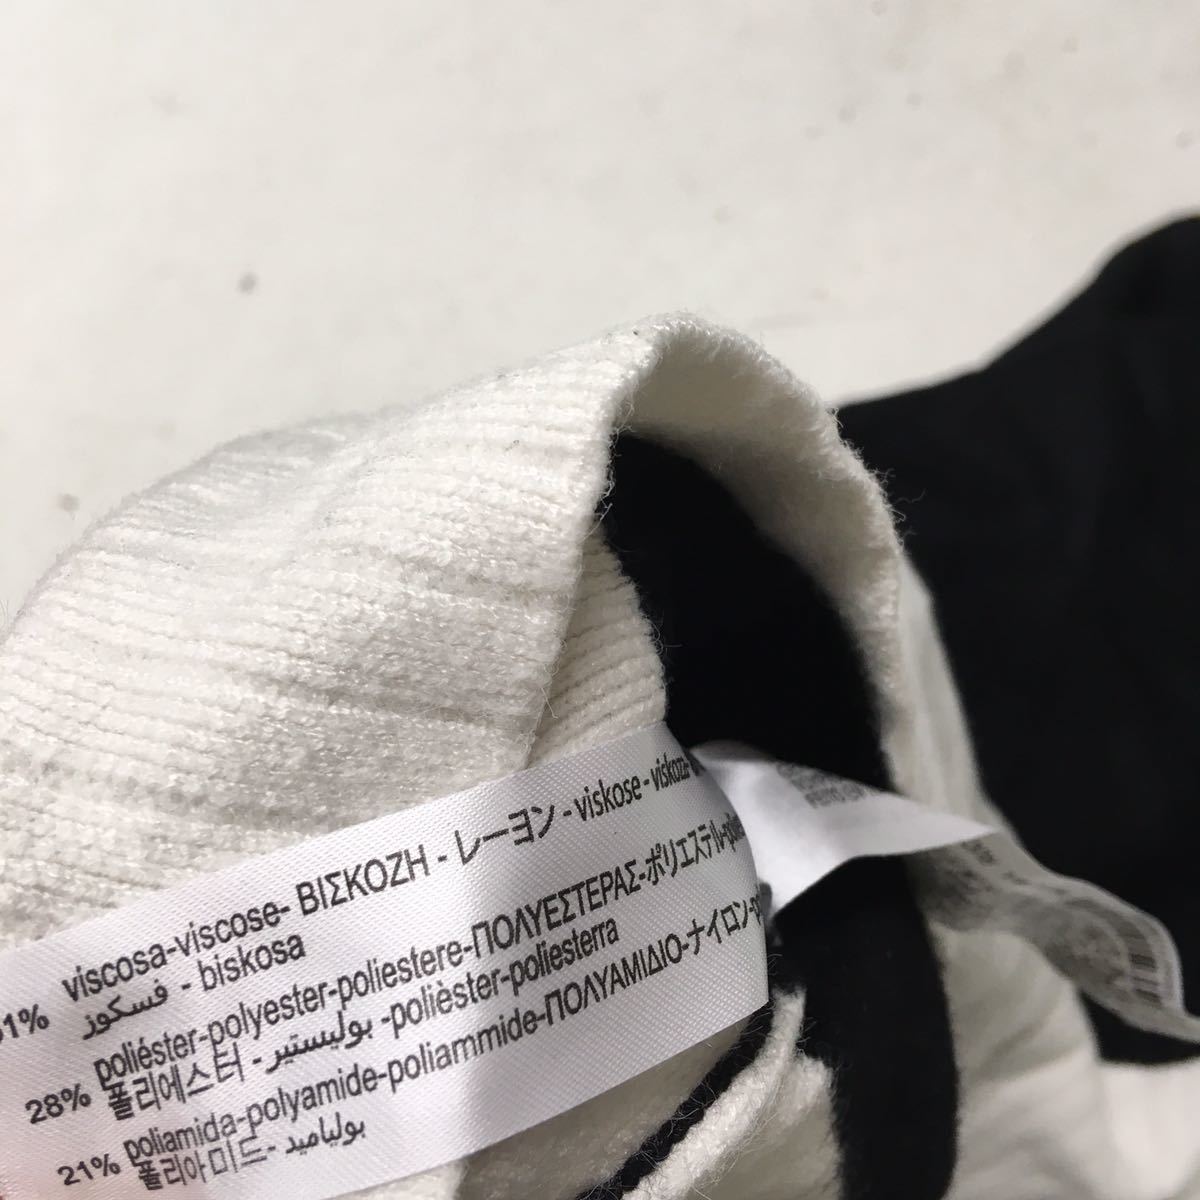 viscosa-viscose- ΒΙΣΚΟΖΗ - レーヨン - viskose - viskoza-
فسكوز - biskosa
28% poliéster-polyester-poliestere-ΠΟΛΥΕΣΤΕΡΑΣ-ポリエステル-
폴리에스터 - بوليستير -polièster-poliesterra
21% poliamida-polyamide-poliammide-ΠΟΛΥΑΜΙΔΙΟ-ナイロン-
폴리아미드- بولياميد